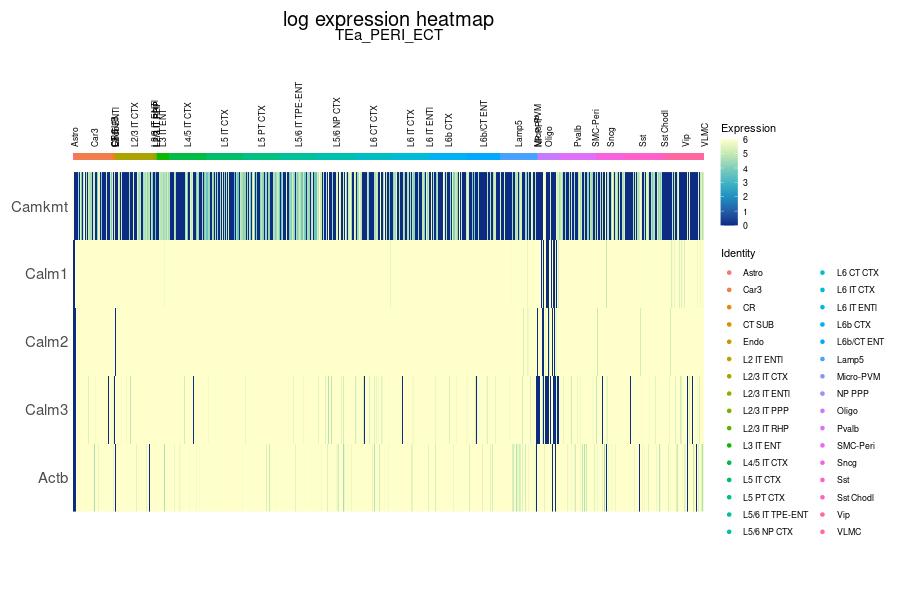 log expression heatmap
TEa_PERI_ECT
Astro
Car3
L2/3 IT CTX
L3 IT ENT
L4/5 IT CTX
L5 IT CTX
L5 PT CTX
L5/6 IT TPE-ENT
L5/6 NP CTX
L6 CT CTX
L6 IT CTX
L6 IT ENTl
L6b CTX
L6b/CT ENT
Lamp5
Oligo
Pvalb
SMC-Peri
Sncg
Sst
Sst Chodl
Vip
VLMC
Camkmt
Calm1
Calm2
Calm3
Actb
Expression
6
5
4
3
2
1
0
Identity
Astro
Car3
CR
CT SUB
Endo
L2 IT ENTl
L2/3 IT CTX
L2/3 IT ENTl
L2/3 IT PPP
L2/3 IT RHP
L3 IT ENT
L4/5 IT CTX
L5 IT CTX
L5 PT CTX
L5/6 IT TPE-ENT
L5/6 NP CTX
L6 CT CTX
L6 IT CTX
L6 IT ENTl
L6b CTX
L6b/CT ENT
Lamp5
Micro-PVM
NP PPP
Oligo
Pvalb
SMC-Peri
Sncg
Sst
Sst Chodl
Vip
VLMC